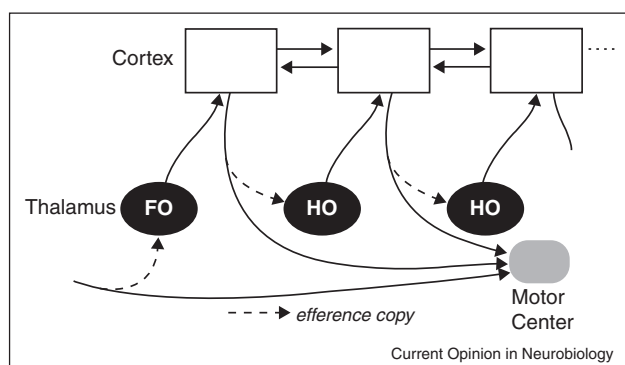 Cortex
Thalamus
FO
HO
HO
Motor
Center
efference copy
Current Opinion in Neurobiology